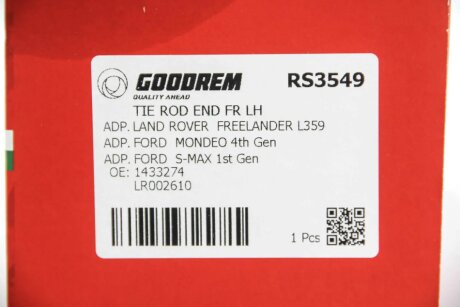 GOODREM RS3549
QUALITY AHEAD
TIE ROD END FR LH
ADP. LAND ROVER FREELANDER L359
ADP. FORD MONDEO 4th Gen
ADP. FORD S-MAX 1st Gen
OE: 1433274
LR002610
1 Pcs